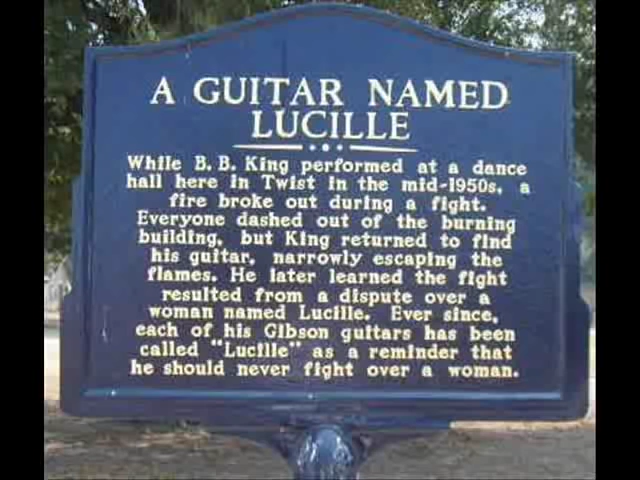 A GUITAR NAMED
LUCILLE
While B. B. King performed at a dance
hall here in Twist in the mid-1950s, a
fire broke out during a fight.
Everyone dashed out of the burning
building, but King returned to find
his guitar, narrowly escaping the
flames. He later learned the fight
resulted from a dispute over a
woman named Lucille. Ever since,
each of his Gibson guitars has been
called "Lucille" as a reminder that
he should never fight over a woman.